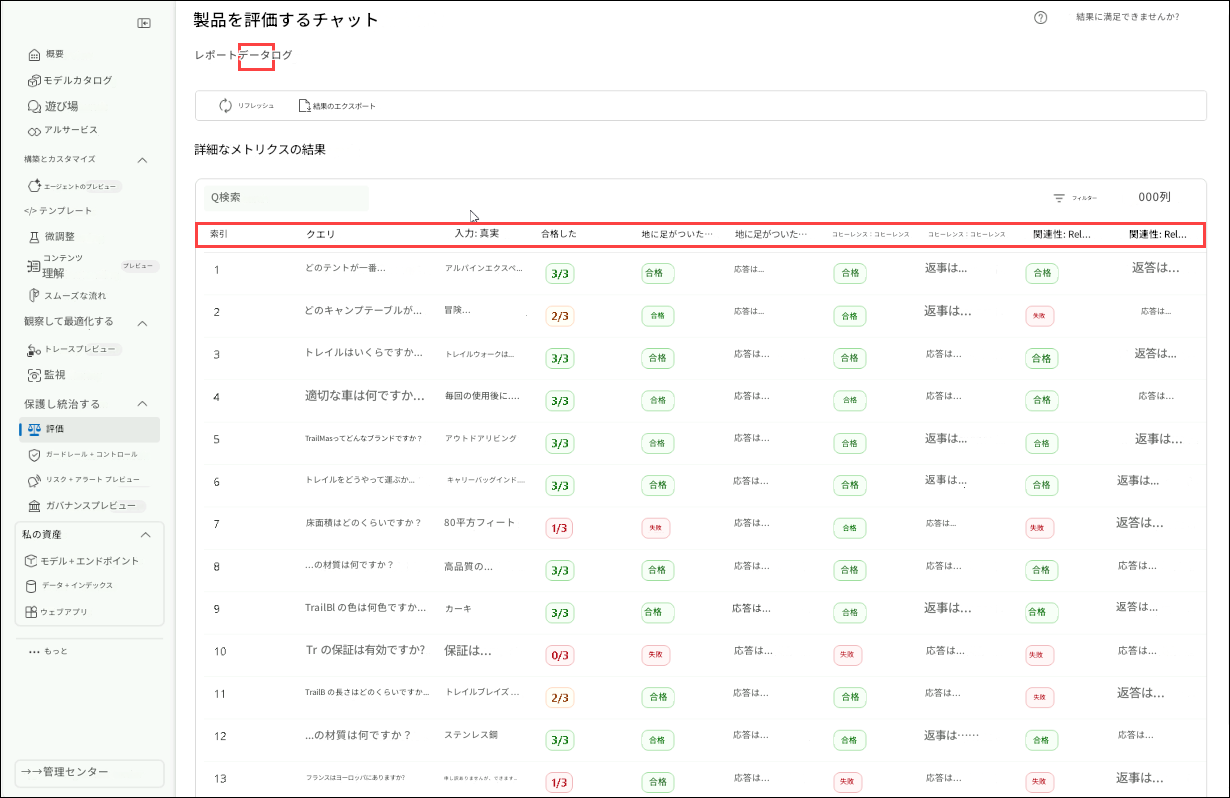 製品を評価するチャット
結果に満足できませんか?
レポートデータログ
リフレッシュ 結果のエクスポート
詳細なメトリクスの結果
Q検索 フィルター 000列
概要
モデルカタログ
遊び場
アルサービス
構築とカスタマイズ
エージェントのプレビュー
</> テンプレート
微調整
コンテンツ
理解 プレビュー
スムーズな流れ
観察して最適化する
トレースプレビュー
監視
保護し統治する
評価
ガードレール + コントロール
リスク + アラート プレビュー
ガバナンスプレビュー
私の資産
モデル + エンドポイント
データ + インデックス
ウェブアプリ
… もっと
→→管理センター
索引 クエリ 入力: 真実 合格した 地に足がついた… 地に足がついた… コヒーレンス : コヒーレンス コヒーレンス : コヒーレンス 関連性: Rel... 関連性: Rel...
1 どのテントが一番... アルパインエクスペ... 3/3 合格 応答は... 合格 返事は... 合格 返答は...
2 どのキャンプテーブルが... 冒険... 2/3 合格 応答は... 合格 返事は... 失敗 応答は...
3 トレイルはいくらですか... トレイルウォークは... 3/3 合格 応答は... 合格 応答は... 合格 返答は...
4 適切な車は何ですか... 毎回の使用後に.... 3/3 合格 応答は... 合格 応答は... 合格 応答は...
5 TrailMasってどんなブランドですか？ アウトドアリビング 3/3 合格 応答は... 合格 返事は... 合格 返事は...
6 トレイルをどうやって運ぶか... キャリーバッグインド.... 3/3 合格 応答は... 合格 返事は... 合格 返事は...
7 床面積はどのくらいですか？ 80平方フィート 1/3 失敗 応答は... 合格 応答は... 失敗 返答は...
8 ...の材質は何ですか？ 高品質の... 3/3 合格 応答は... 合格 応答は... 合格 応答は...
9 TrailBl の色は何色ですか... カーキ 3/3 合格 応答は... 合格 返事は... 合格 返答は...
10 Tr の保証は有効ですか? 保証は... 0/3 失敗 応答は... 失敗 応答は... 失敗 応答は...
11 TrailB の長さはどのくらいですか... トレイルブレイズ ... 2/3 合格 応答は... 合格 応答は... 失敗 返答は...
12 ...の材質は何ですか？ ステンレス鋼 3/3 合格 応答は... 合格 返事は…… 合格 応答は...
13 フランスはヨーロッパにありますか? 申し訳ありませんが、できます... 1/3 合格 応答は... 失敗 応答は... 失敗 返事は...